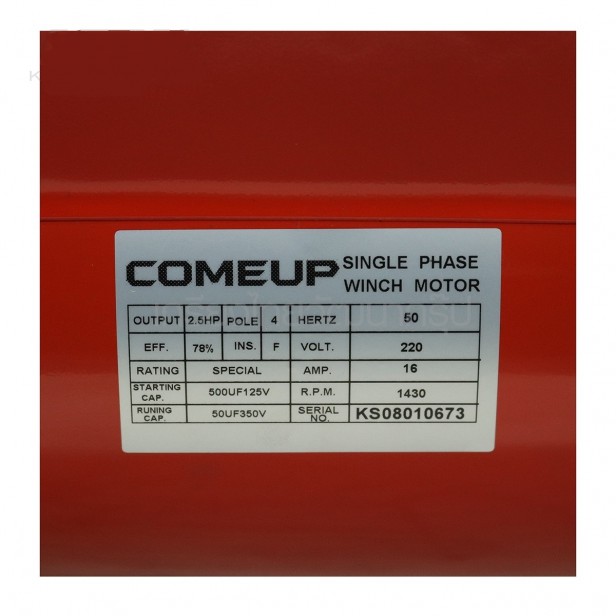 COMEUP SINGLE PHASE
WINCH MOTOR
OUTPUT 2.5HP POLE 4 HERTZ 50
EFF. 78% INS. F VOLT. 220
RATING SPECIAL AMP. 16
STARTING CAP. 500UF125V R.P.M. 1430
RUNING CAP. 50UF350V SERIAL NO. KS08010673